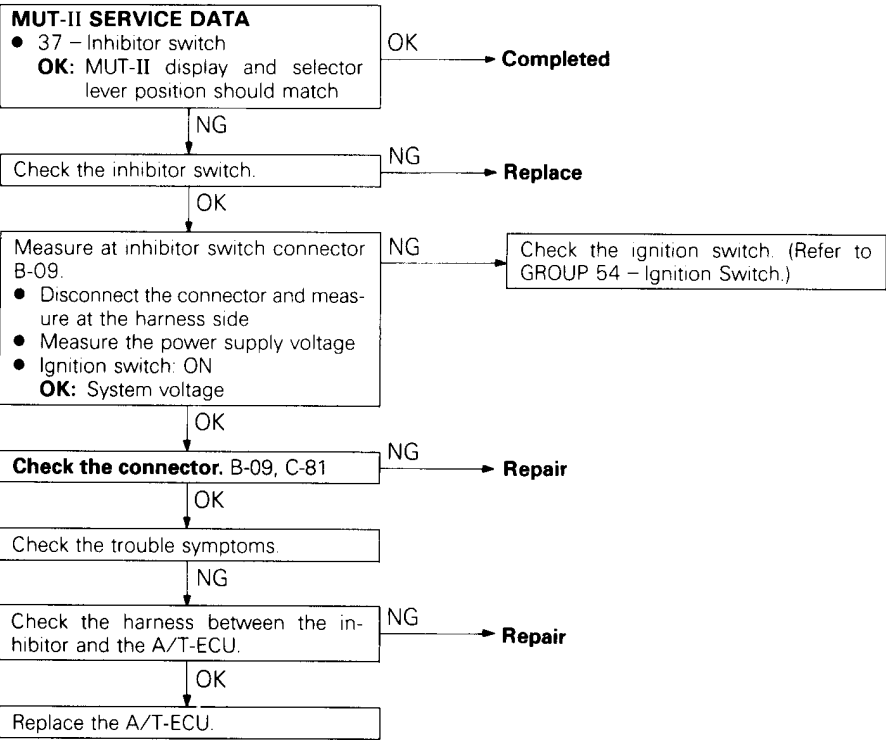 MUT-II SERVICE DATA
● 37 – Inhibitor switch
OK: MUT-II display and selector
lever position should match
OK
Completed
NG
Check the inhibitor switch.
NG
Replace
OK
Measure at inhibitor switch connector
B-09.
● Disconnect the connector and meas-
ure at the harness side
● Measure the power supply voltage
● Ignition switch: ON
OK: System voltage
NG
Check the ignition switch. (Refer to
GROUP 54 – Ignition Switch.)
OK
Check the connector. B-09, C-81
NG
Repair
OK
Check the trouble symptoms.
NG
Check the harness between the in-
hibitor and the A/T-ECU.
NG
Repair
OK
Replace the A/T-ECU.